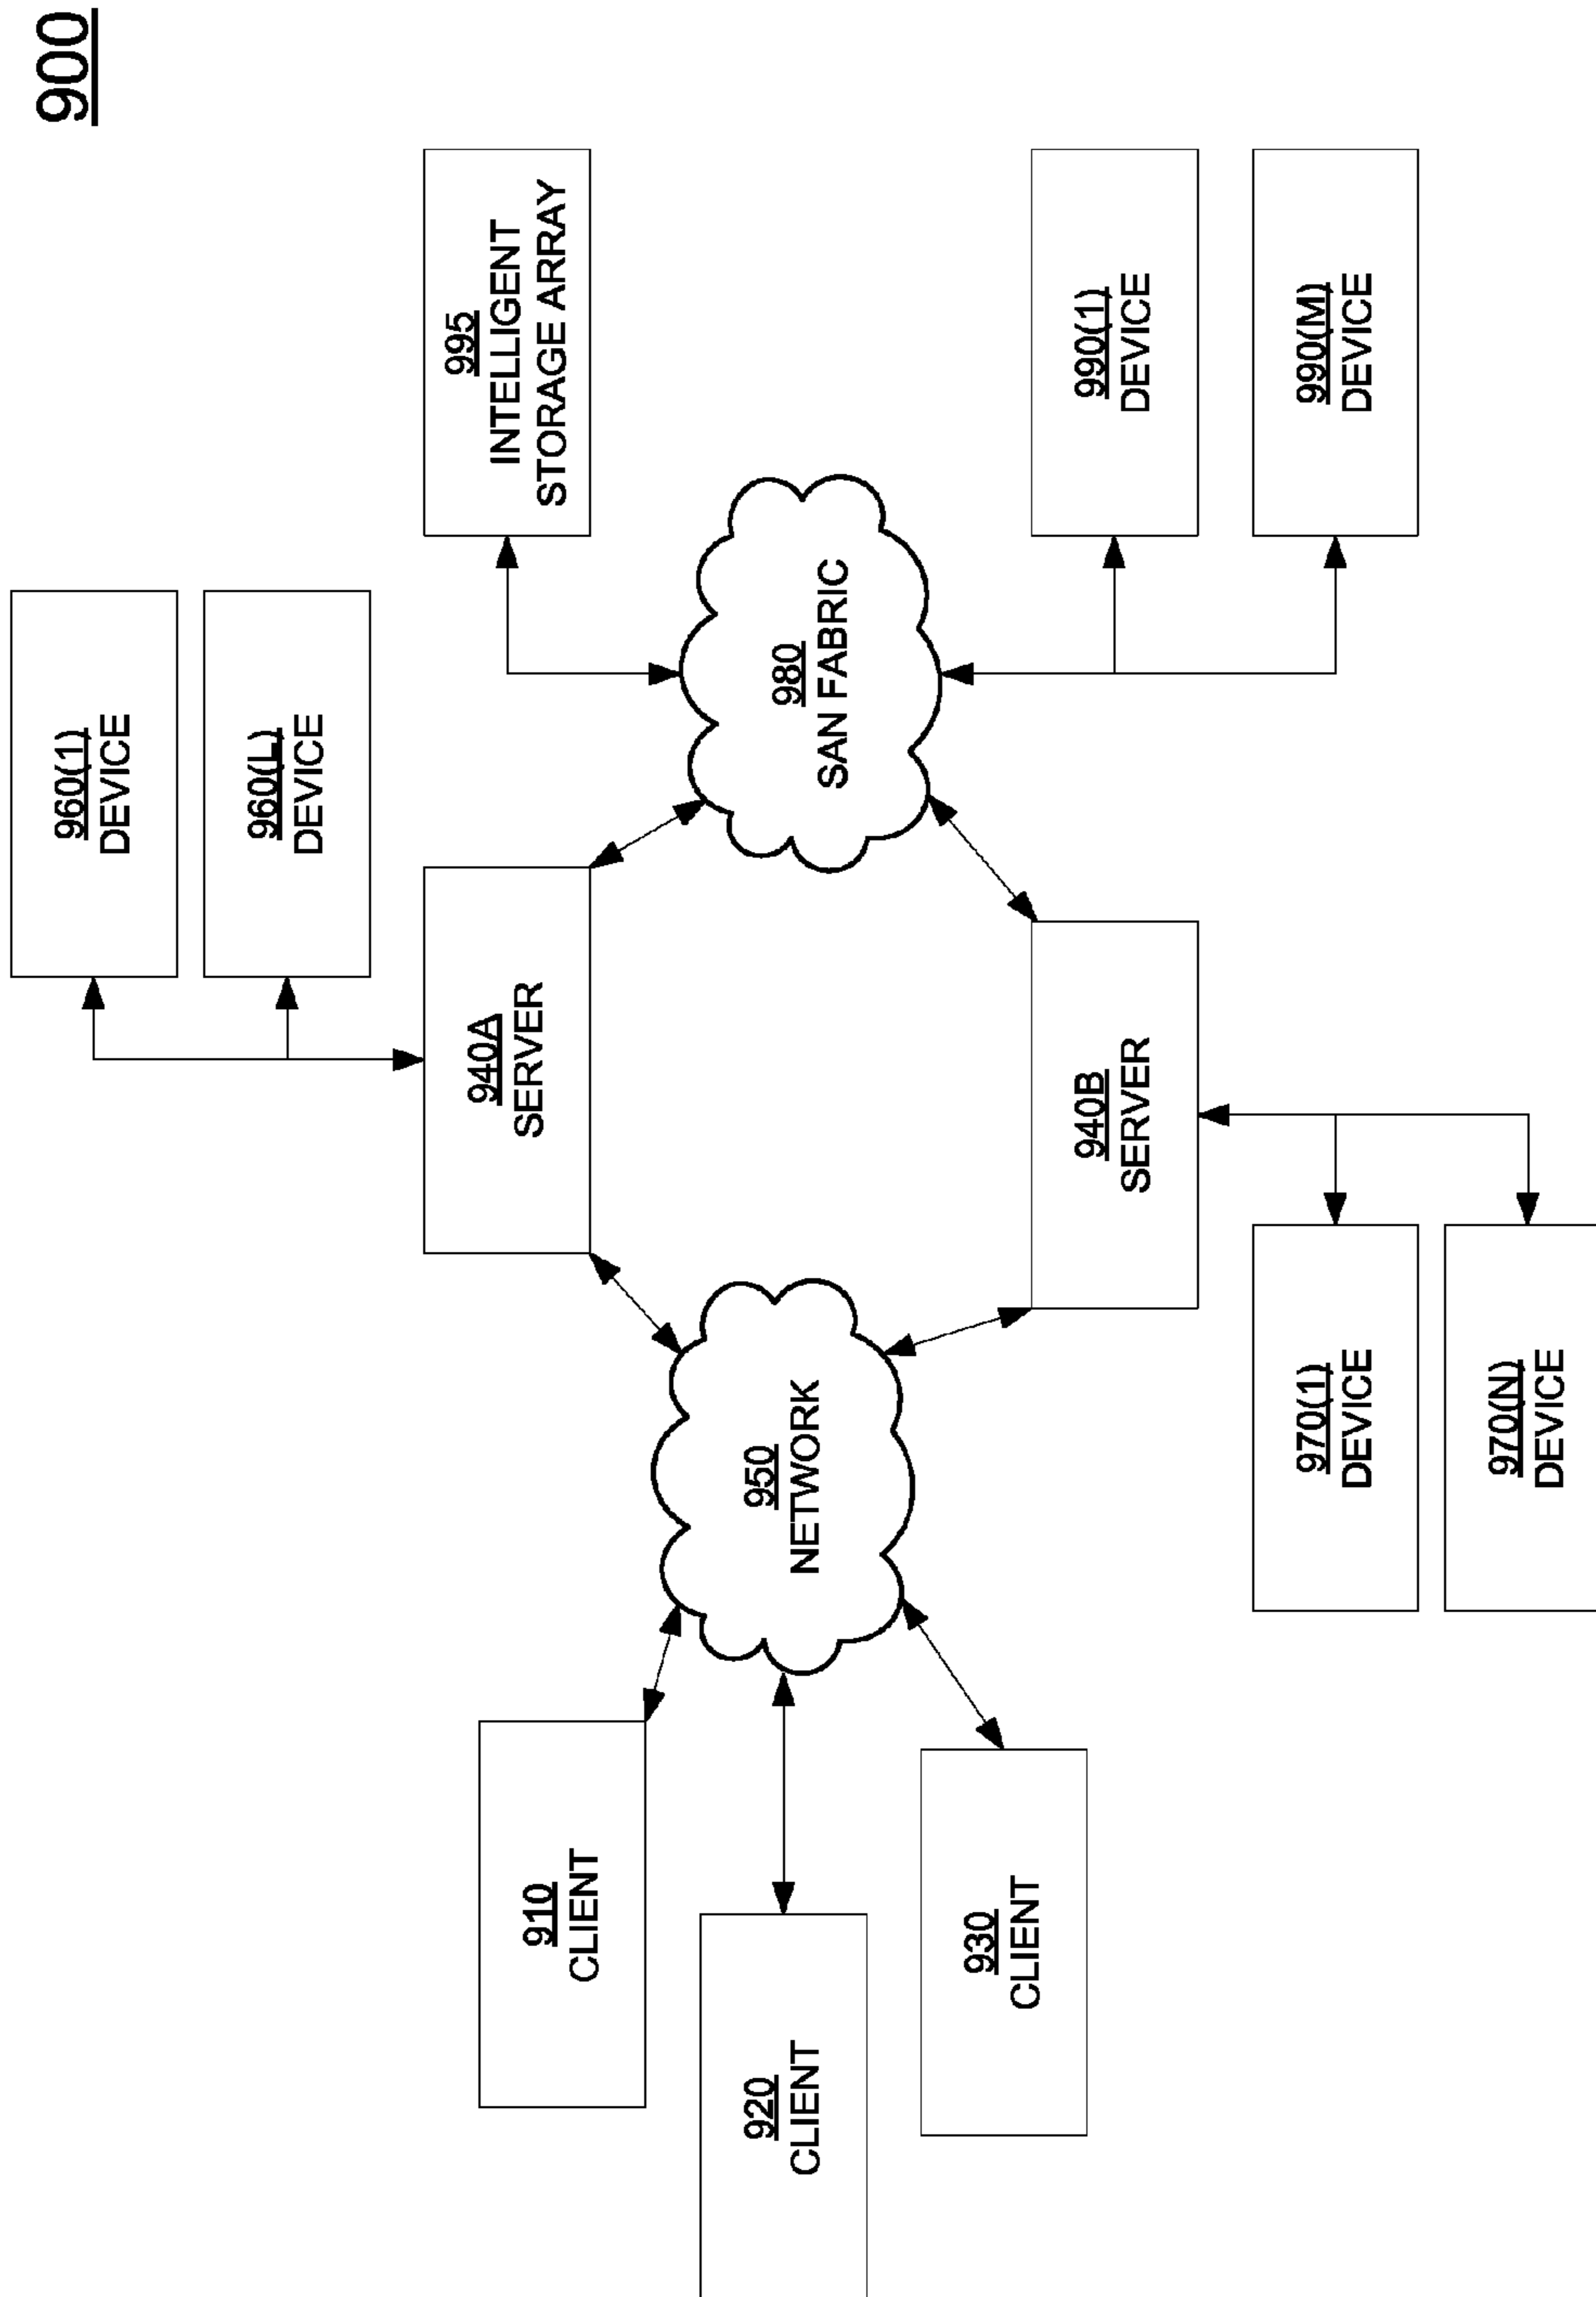 900
960(1)
DEVICE
960(L)
DEVICE
940A
SERVER
995
INTELLIGENT
STORAGE ARRAY
910
CLIENT
920
CLIENT
930
CLIENT
950
NETWORK
980
SAN FABRIC
940B
SERVER
990(1)
DEVICE
990(M)
DEVICE
970(1)
DEVICE
970(N)
DEVICE